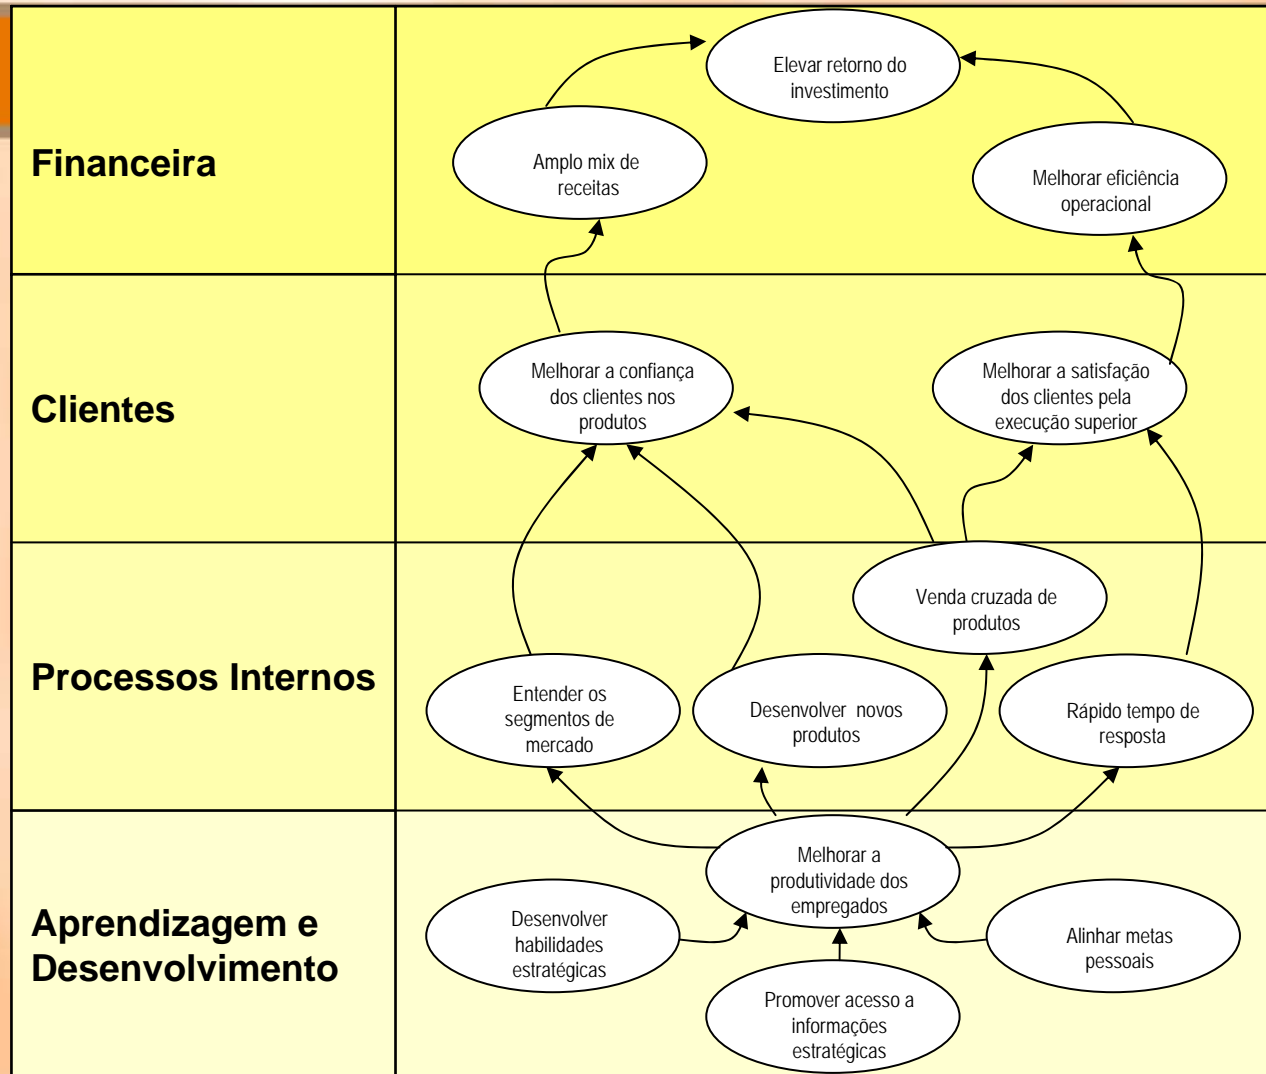 Financeira
Elevar retorno do
investimento
Amplo mix de
receitas
Melhorar eficiência
operacional
Clientes
Melhorar a confiança
dos clientes nos
produtos
Melhorar a satisfação
dos clientes pela
execução superior
Processos Internos
Venda cruzada de
produtos
Entender os
segmentos de
mercado
Desenvolver novos
produtos
Rápido tempo de
resposta
Aprendizagem e
Desenvolvimento
Melhorar a
produtividade dos
empregados
Desenvolver
habilidades
estratégicas
Alinhar metas
pessoais
Promover acesso a
informações
estratégicas